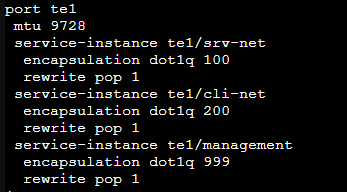 port te1
mtu 9728
service-instance te1/srv-net
encapsulation dot1q 100
rewrite pop 1
service-instance te1/cli-net
encapsulation dot1q 200
rewrite pop 1
service-instance te1/management
encapsulation dot1q 999
rewrite pop 1